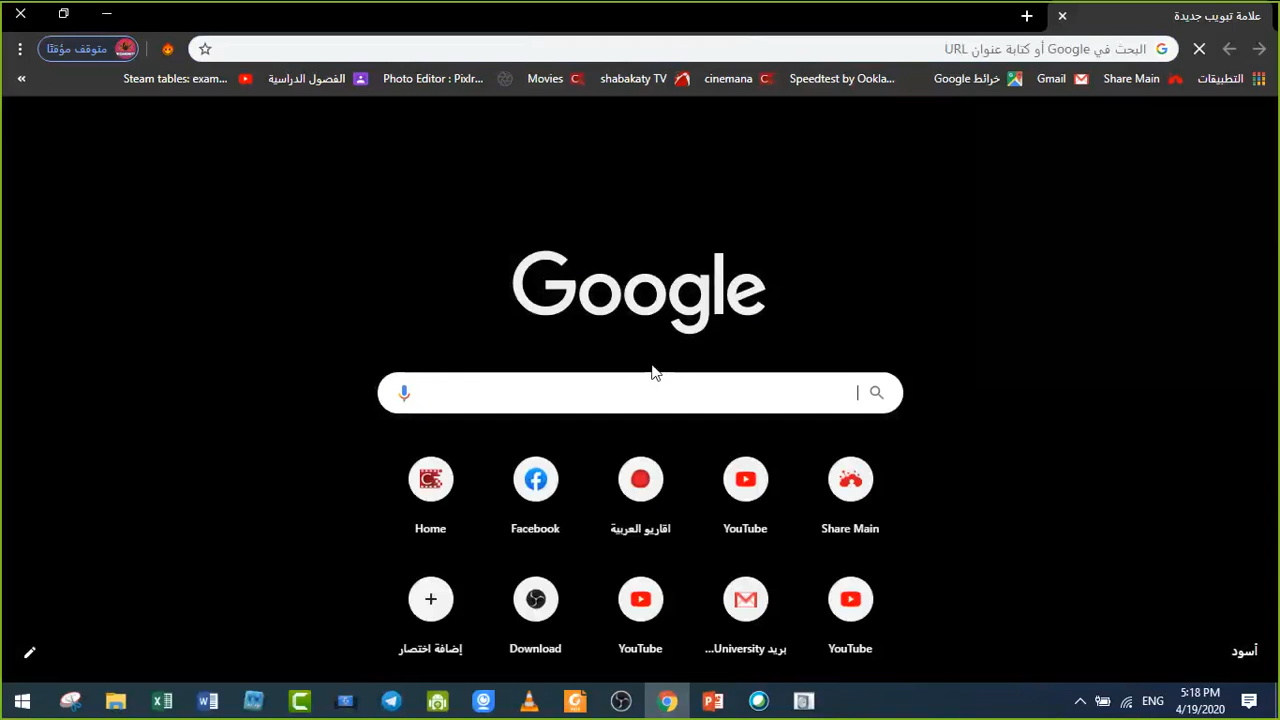 علامة تبويب جديدة
البحث في Google أو كتابة عنوان URL
متوقف مؤقتًا
التطبيقات
Share Main
Gmail
خرائط Google
Speedtest by Ookla...
cinemana
shabakaty TV
Movies
Photo Editor : Pixlr...
الفصول الدراسية
Steam tables: exam...
«
Google
Share Main
YouTube
اقاريو العربية
Facebook
Home
YouTube
بريد University...
YouTube
Download
إضافة اختصار
أسود
ENG
5:18 PM
4/19/2020